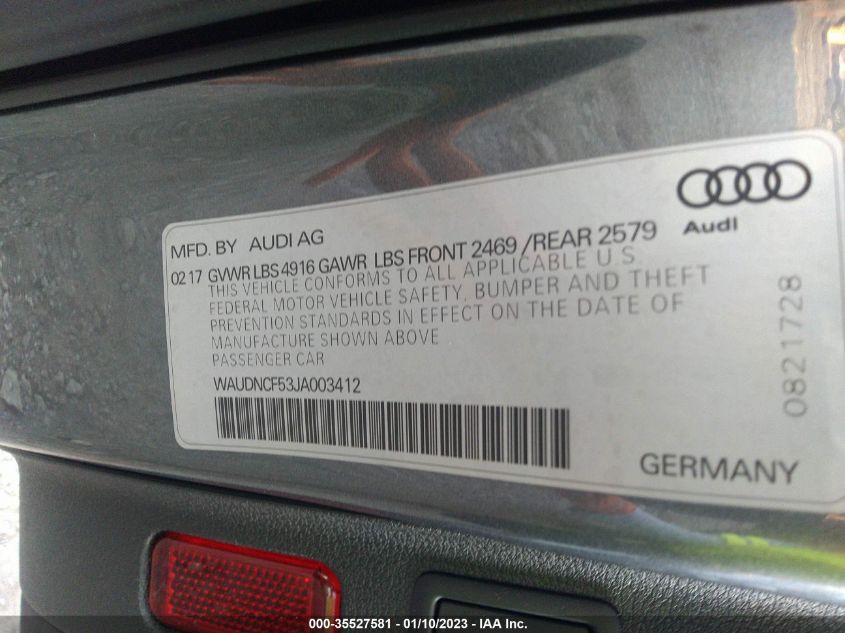 Audi
MFD. BY AUDI AG
02 17 GVWR LBS 4916 GAWR LBS FRONT 2469 /REAR 2579
THIS VEHICLE CONFORMS TO ALL APPLICABLE U.S.
FEDERAL MOTOR VEHICLE SAFETY, BUMPER AND THEFT
PREVENTION STANDARDS IN EFFECT ON THE DATE OF
MANUFACTURE SHOWN ABOVE
PASSENGER CAR
WAUDNCF53JA003412
0821728
GERMANY
000-35527581 - 01/10/2023 - IAA Inc.